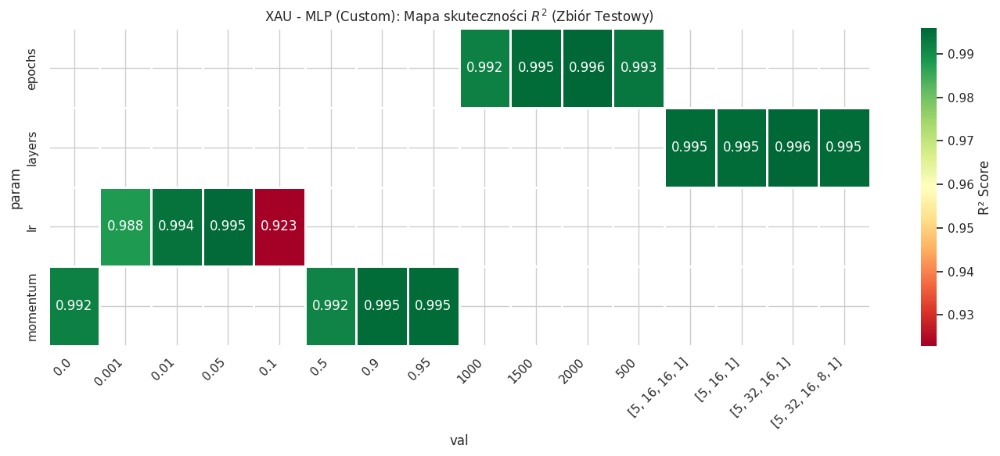 XAU - MLP (Custom): Mapa skuteczności R² (Zbiór Testowy)
param
epochs
0.992 0.995 0.996 0.993
layers
0.995 0.995 0.996 0.995
lr
0.988 0.994 0.995 0.923
momentum
0.992 0.992 0.995 0.995
0.0 0.001 0.01 0.05 0.1 0.5 0.9 0.95 1000 1500 2000 500 [5, 16, 16, 1] [5, 16, 1] [5, 32, 16, 1] [5, 32, 16, 8, 1]
val
0.99
0.98
0.97
0.96
0.95
0.94
0.93
R² Score